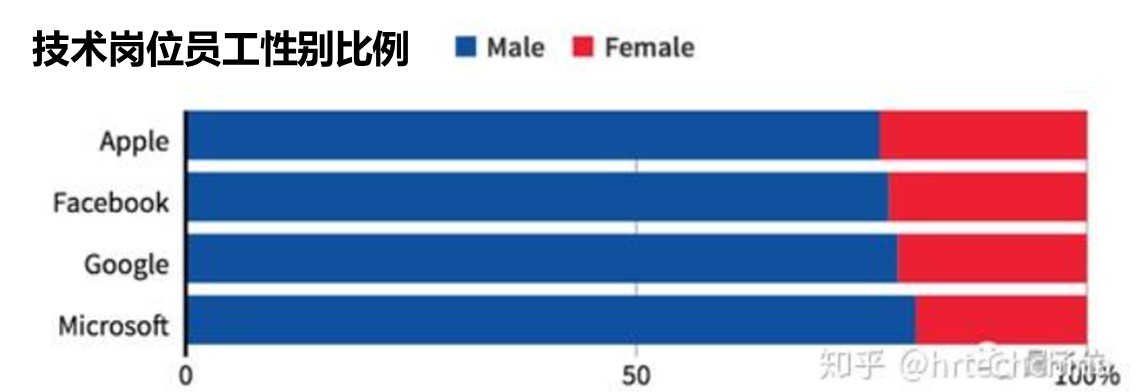 技术岗位员工性别比例 Male Female
Apple
Facebook
Google
Microsoft
0 50 100%
知乎 @hrtechchina